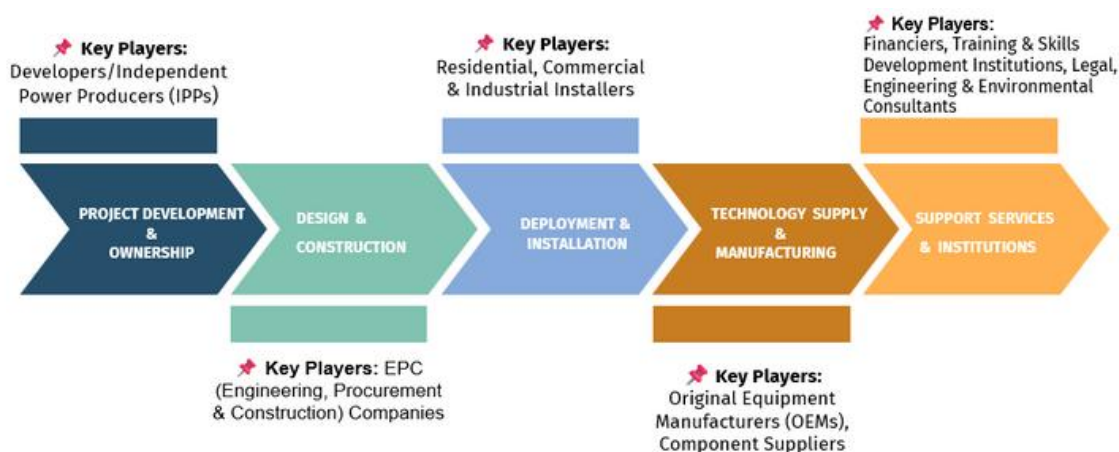 Key Players:
Developers/Independent
Power Producers (IPPs)
Key Players:
Residential, Commercial
& Industrial Installers
Key Players:
Financiers, Training & Skills
Development Institutions, Legal,
Engineering & Environmental
Consultants
PROJECT DEVELOPMENT
&
OWNERSHIP
DESIGN &
CONSTRUCTION
DEPLOYMENT &
INSTALLATION
TECHNOLOGY SUPPLY
&
MANUFACTURING
SUPPORT SERVICES
& INSTITUTIONS
Key Players: EPC
(Engineering, Procurement
& Construction) Companies
Key Players:
Original Equipment
Manufacturers (OEMs),
Component Suppliers